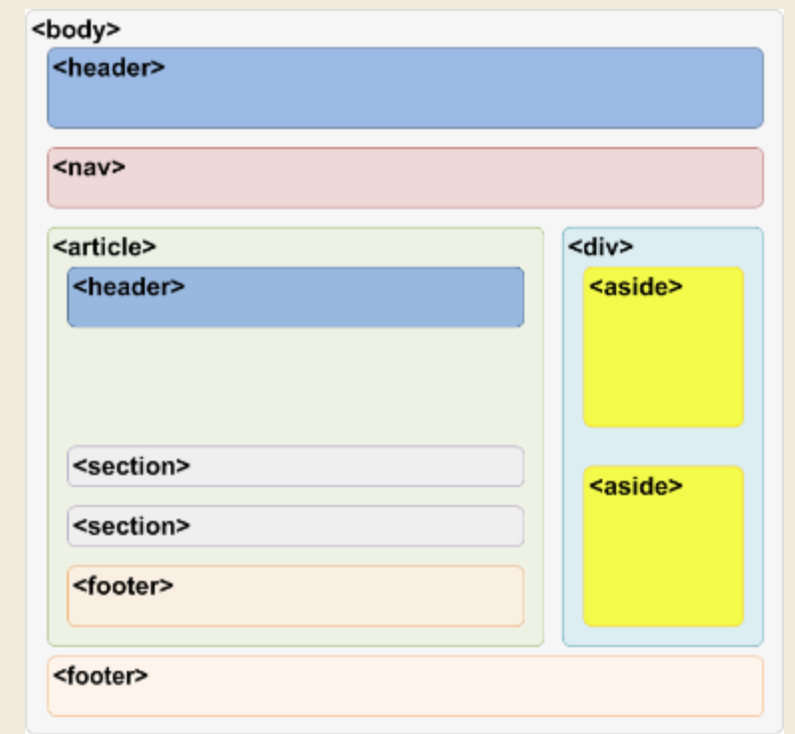 <body>
<header>
<nav>
<article>
<header>
<section>
<section>
<footer>
<div>
<aside>
<aside>
<footer>